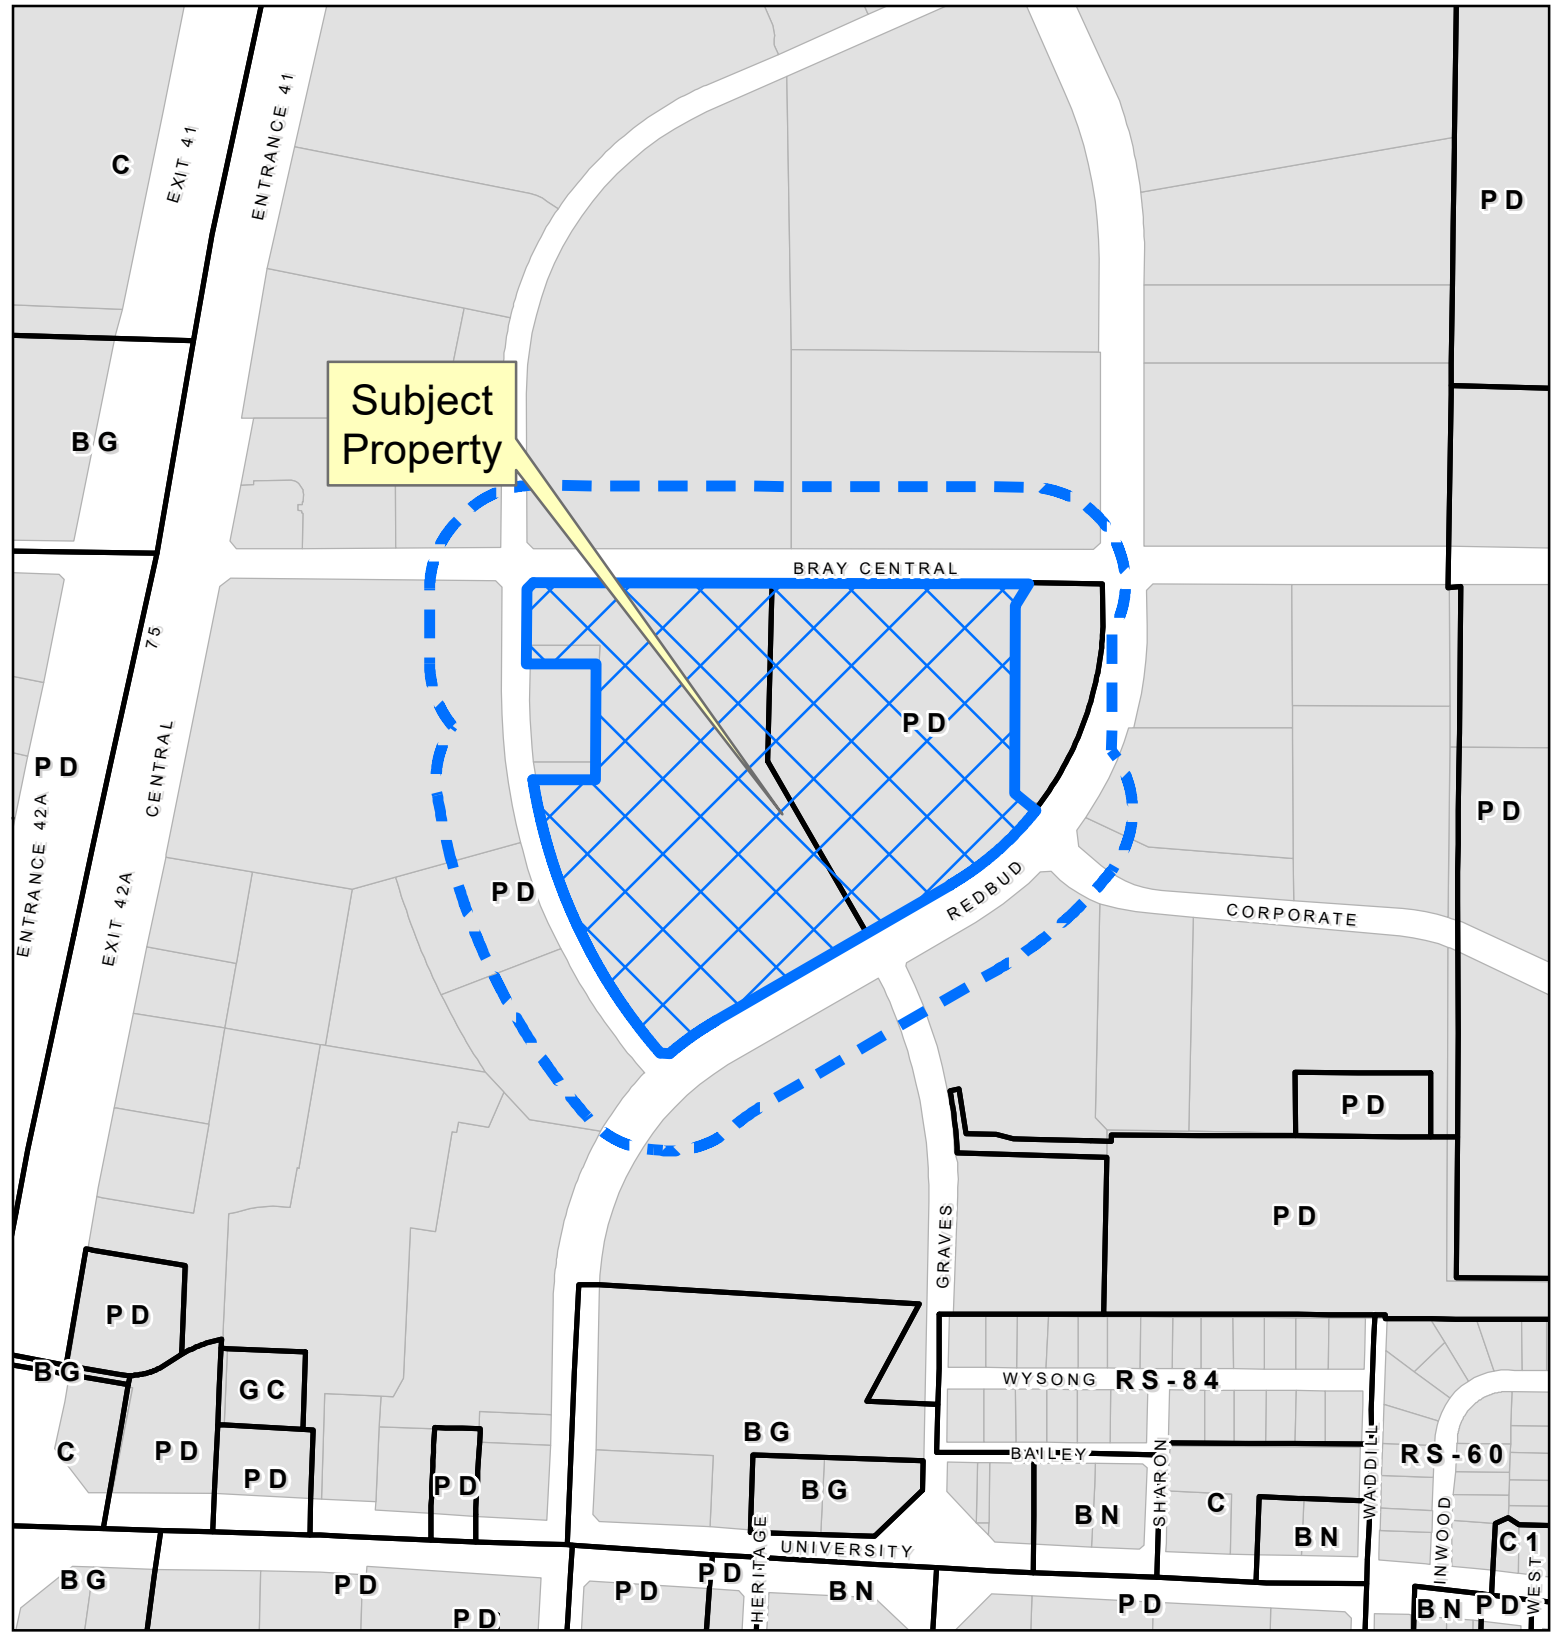 EXIT 41
ENTRANCE 41
C
PD
BG
Subject
Property
BRAY CENTRAL
75
PD
PD
CENTRAL
ENTRANCE 42A
PD
EXIT 42A
PD
REDBUD
CORPORATE
PD
PD
GRAVES
PD
BG
GC
WYSONG
RS-84
C
PD
PD
PD
BG
BG
BAILEY
SHARON
WADDILL
RS-60
BN
C
BN
INWOOD
C1
HERITAGE
UNIVERSITY
WEST
BG
PD
PD
PD
PD
BN
PD
BN
PD